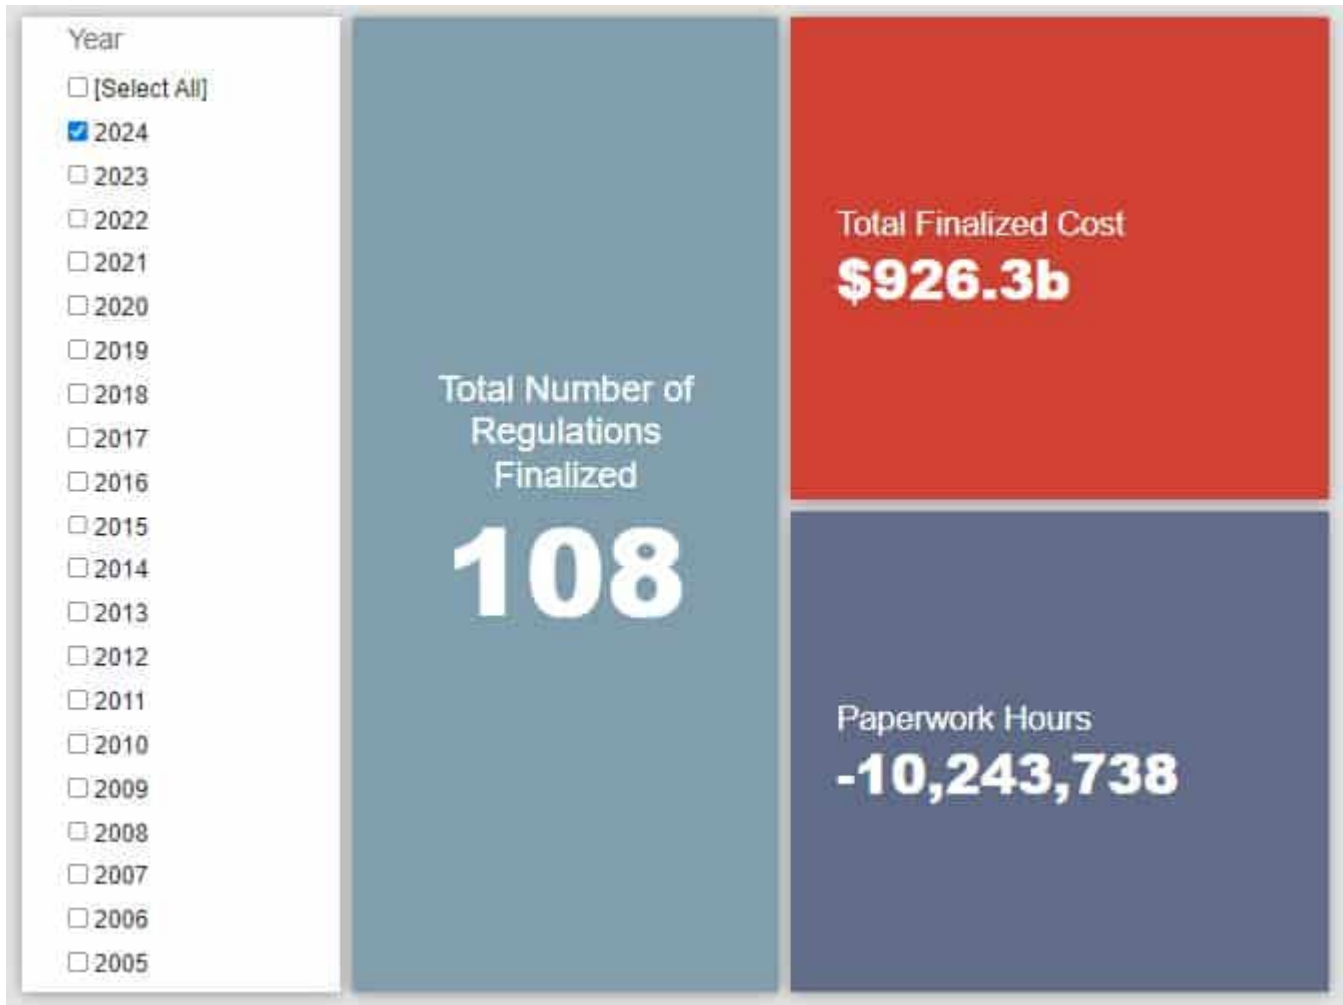 Year
[Select All]
2024
2023
2022
2021
2020
2019
2018
2017
2016
2015
2014
2013
2012
2011
2010
2009
2008
2007
2006
2005
Total Number of
Regulations
Finalized
108
Total Finalized Cost
$926.3b
Paperwork Hours
-10,243,738